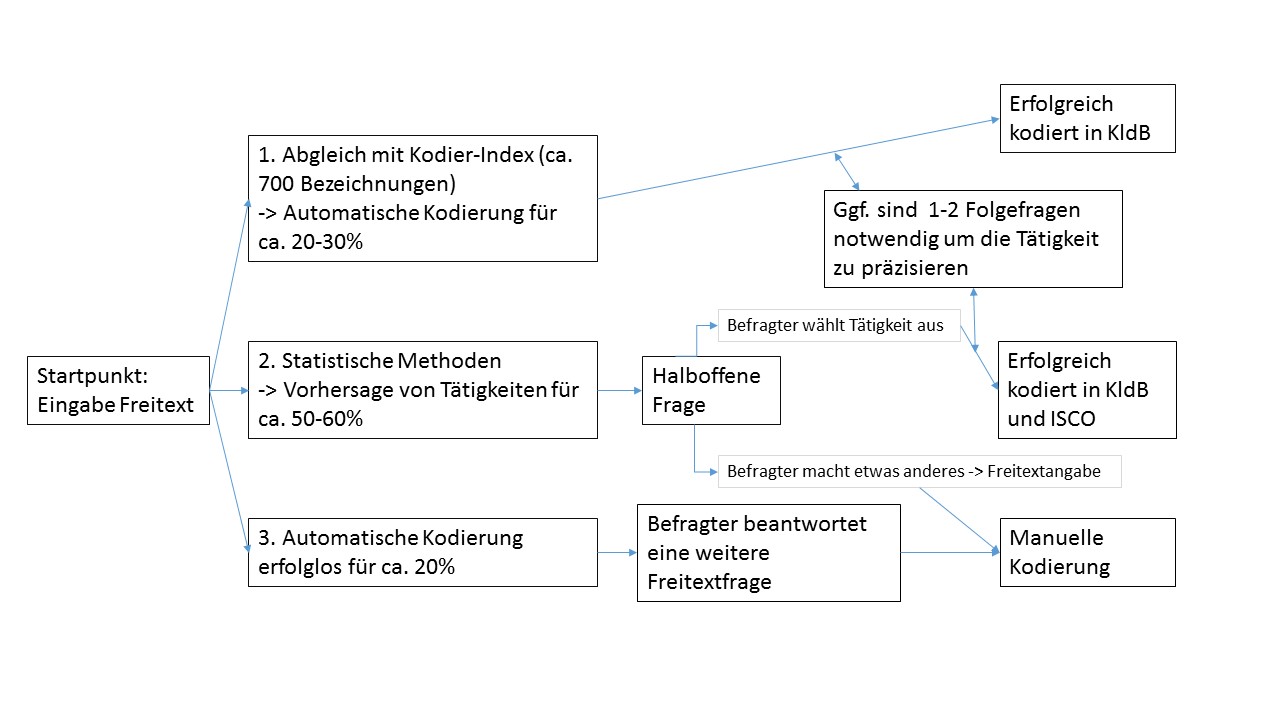 Erfolgreich
kodiert in KldB
1. Abgleich mit Kodier-Index (ca.
700 Bezeichnungen)
-> Automatische Kodierung für
ca. 20-30%
Ggf. sind  1-2 Folgefragen
notwendig um die Tätigkeit
zu präzisieren
Befragter wählt Tätigkeit aus
Startpunkt:
Eingabe Freitext
2. Statistische Methoden
-> Vorhersage von Tätigkeiten für
ca. 50-60%
Halboffene
Frage
Erfolgreich
kodiert in KldB
und ISCO
Befragter macht etwas anderes -> Freitextangabe
3. Automatische Kodierung
erfolglos für ca. 20%
Befragter beantwortet
eine weitere
Freitextfrage
Manuelle
Kodierung